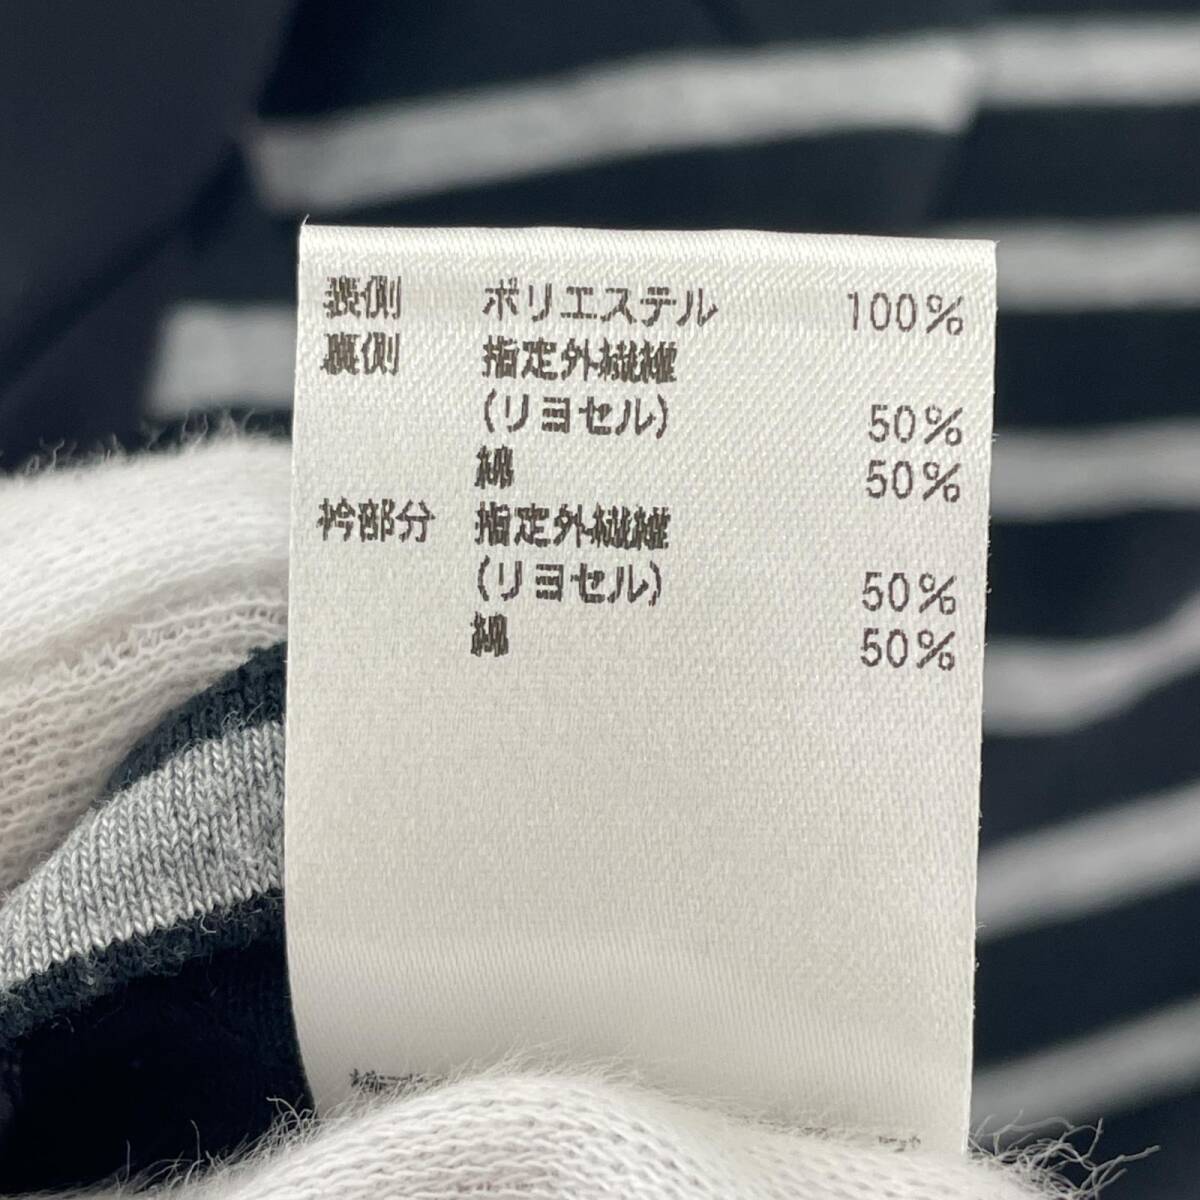 表側 ポリエステル 100%
裏側 指定外繊維
(リヨセル) 50%
綿 50%
衿部分 指定外繊維
(リヨセル) 50%
綿 50%